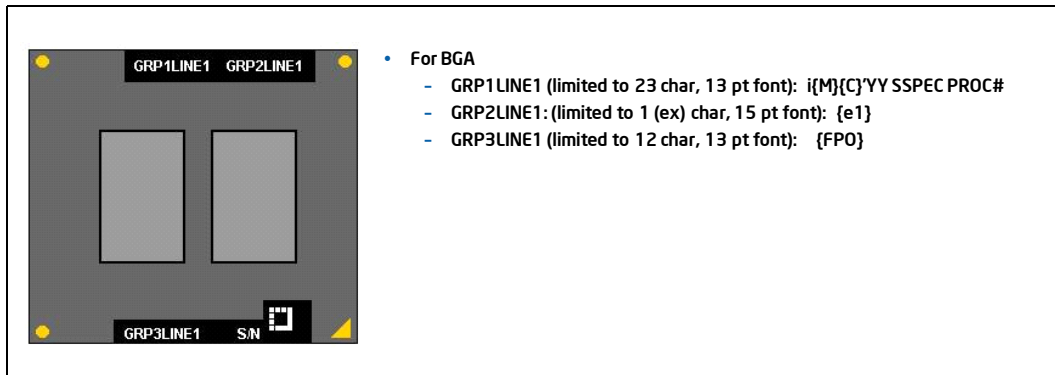 GRP1LINE1 GRP2LINE1
GRP3LINE1 S/N
• For BGA
– GRP1LINE1 (limited to 23 char, 13 pt font): i{M}{C}'YY SSPEC PROC#
– GRP2LINE1: (limited to 1 (ex) char, 15 pt font): {e1}
– GRP3LINE1 (limited to 12 char, 13 pt font): {FPO}